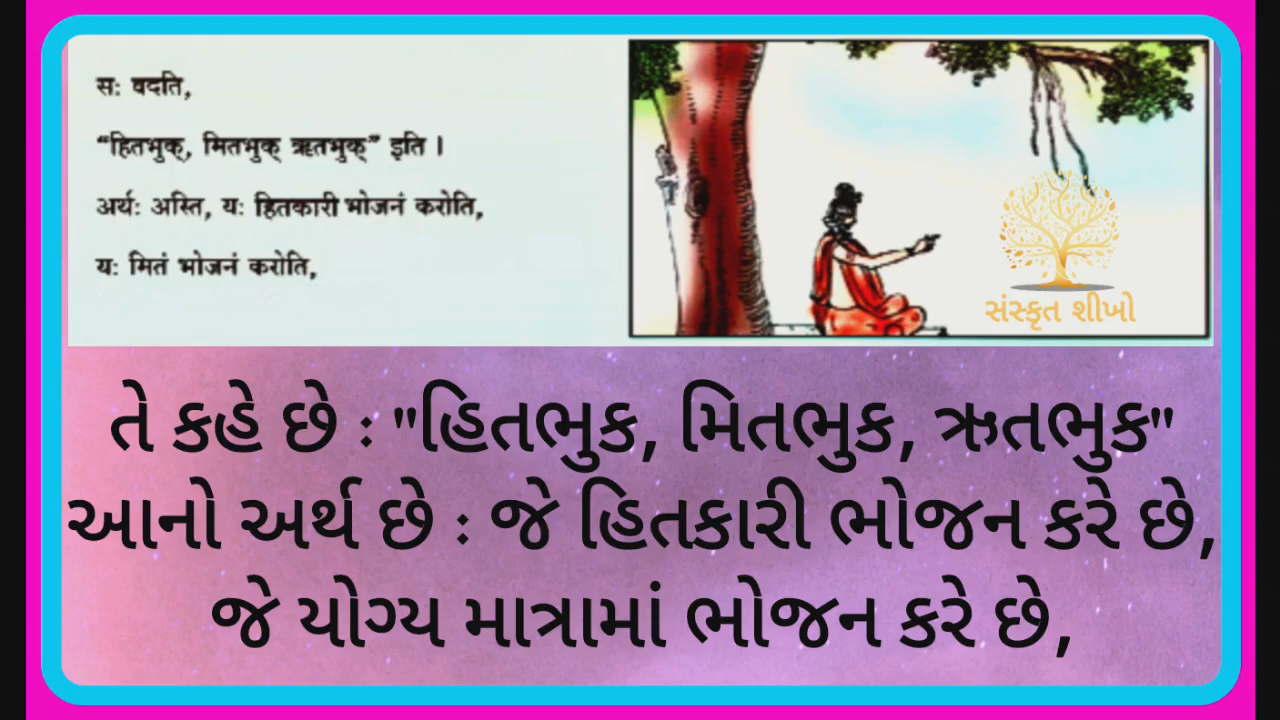 सः वदति,
“हितभुक्, मितभुक् ऋतभुक्” इति ।
अर्थः अस्ति, यः हितकारी भोजनं करोति,
यः मितं भोजनं करोति,
સંસ્કૃત શીખો
તે કહે છે : "હિતભુક, મિતભુક, ઋતભુક"
આનો અર્થ છે : જે હિતકારી ભોજન કરે છે,
જે યોગ્ય માત્રામાં ભોજન કરે છે,